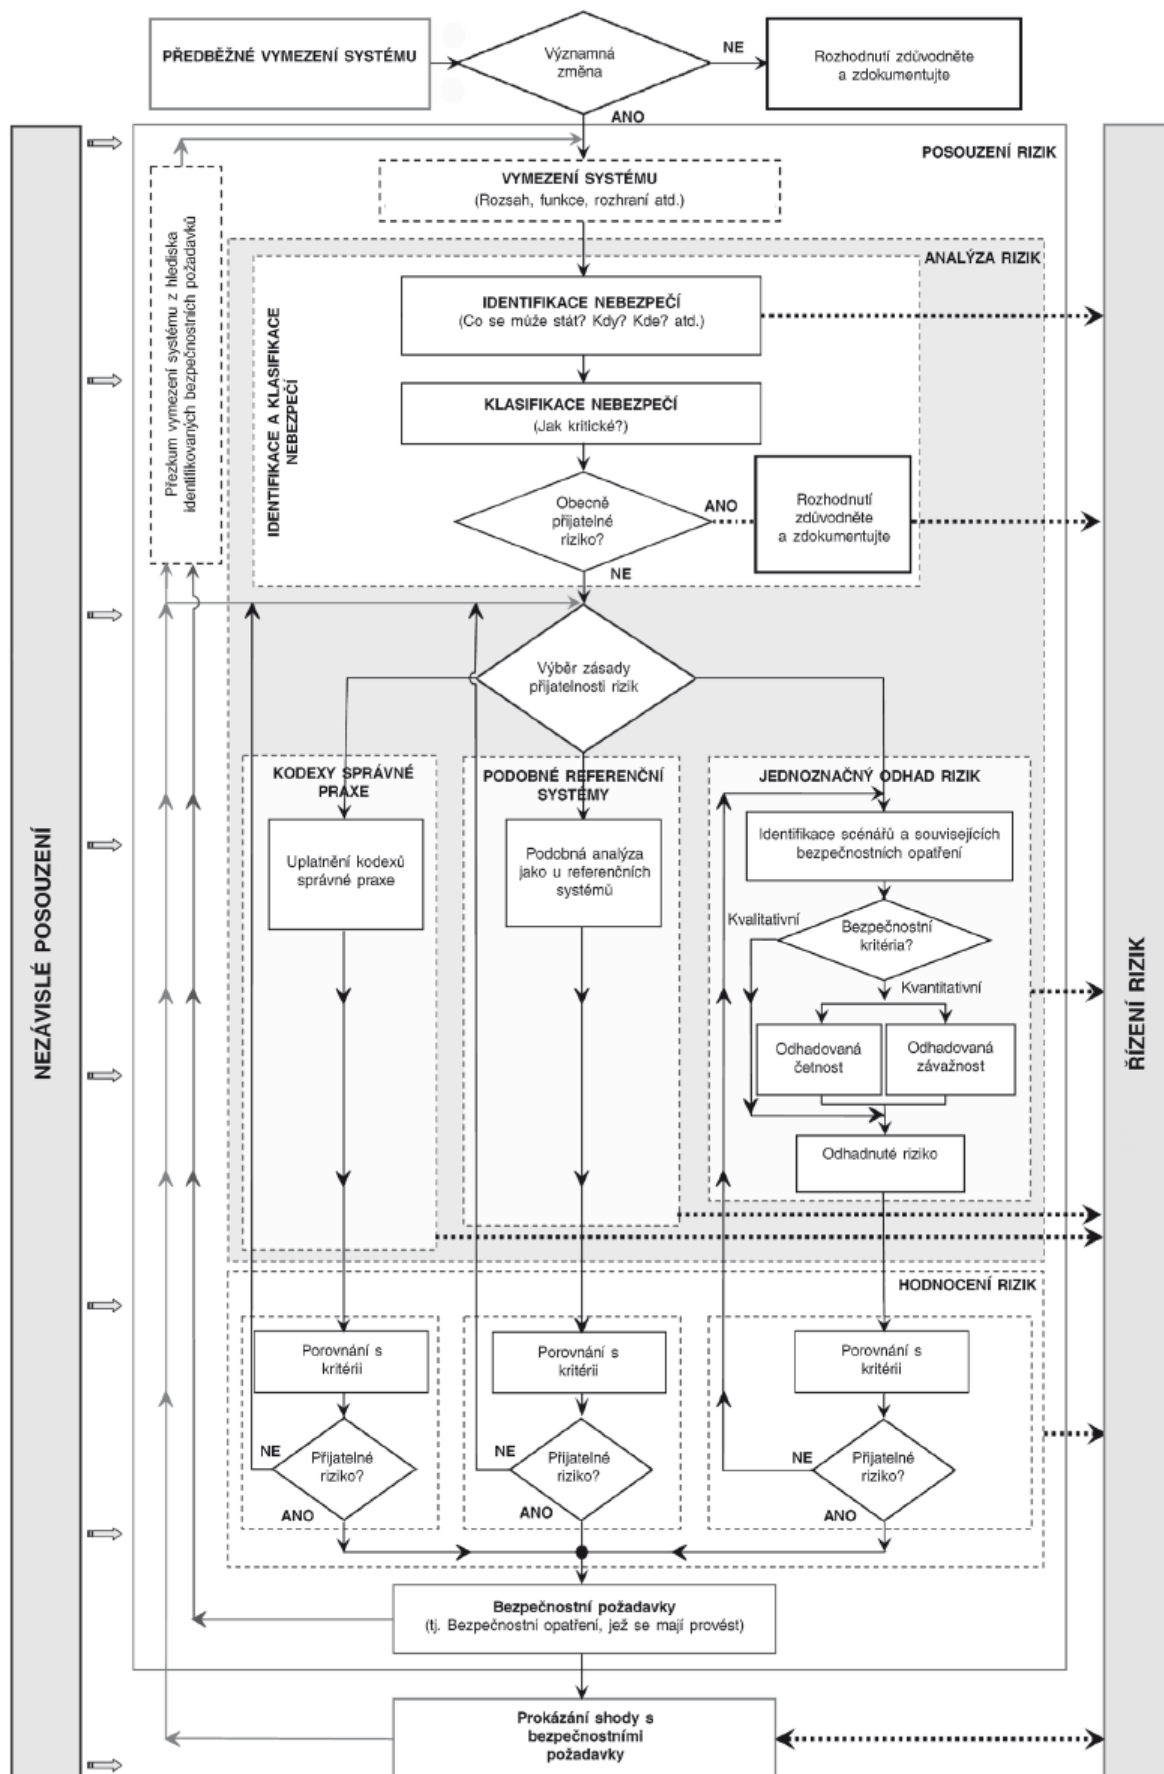 PŘEDBĚŽNÉ VYMEZENÍ SYSTÉMU
Významná
změna
NE
Rozhodnutí zdůvodněte
a zdokumentujte
ANO
POSOUZENÍ RIZIK
VYMEZENÍ SYSTÉMU
(Rozsah, funkce, rozhraní atd.)
Přezkum vymezení systému z hlediska
identifikovaných bezpečnostních požadavků
ANALÝZA RIZIK
IDENTIFIKACE A KLASIFIKACE
NEBEZPEČÍ
IDENTIFIKACE NEBEZPEČÍ
(Co se může stát? Kdy? Kde? atd.)
KLASIFIKACE NEBEZPEČÍ
(Jak kritické?)
Obecně
přijatelné
riziko?
ANO
Rozhodnutí
zdůvodněte
a zdokumentujte
NE
Výběr zásady
přijatelnosti rizik
KODEXY SPRÁVNÉ
PRAXE
PODOBNÉ REFERENČNÍ
SYSTÉMY
JEDNOZNAČNÝ ODHAD RIZIK
Uplatnění kodexů
správné praxe
Podobná analýza
jako u referenčních
systémů
Identifikace scénářů a souvisejících
bezpečnostních opatření
Kvalitativní
Bezpečnostní
kritéria?
Kvantitativní
Odhadovaná
četnost
Odhadovaná
závažnost
Odhadnuté riziko
NEZÁVISLÉ POSOUZENÍ
ŘÍZENÍ RIZIK
HODNOCENÍ RIZIK
Porovnání s
kritérii
Porovnání s
kritérii
Porovnání s
kritérii
NE
Přijatelné
riziko?
ANO
NE
Přijatelné
riziko?
ANO
NE
Přijatelné
riziko?
ANO
Bezpečnostní požadavky
(tj. Bezpečnostní opatření, jež se mají provést)
Prokázání shody s
bezpečnostními
požadavky